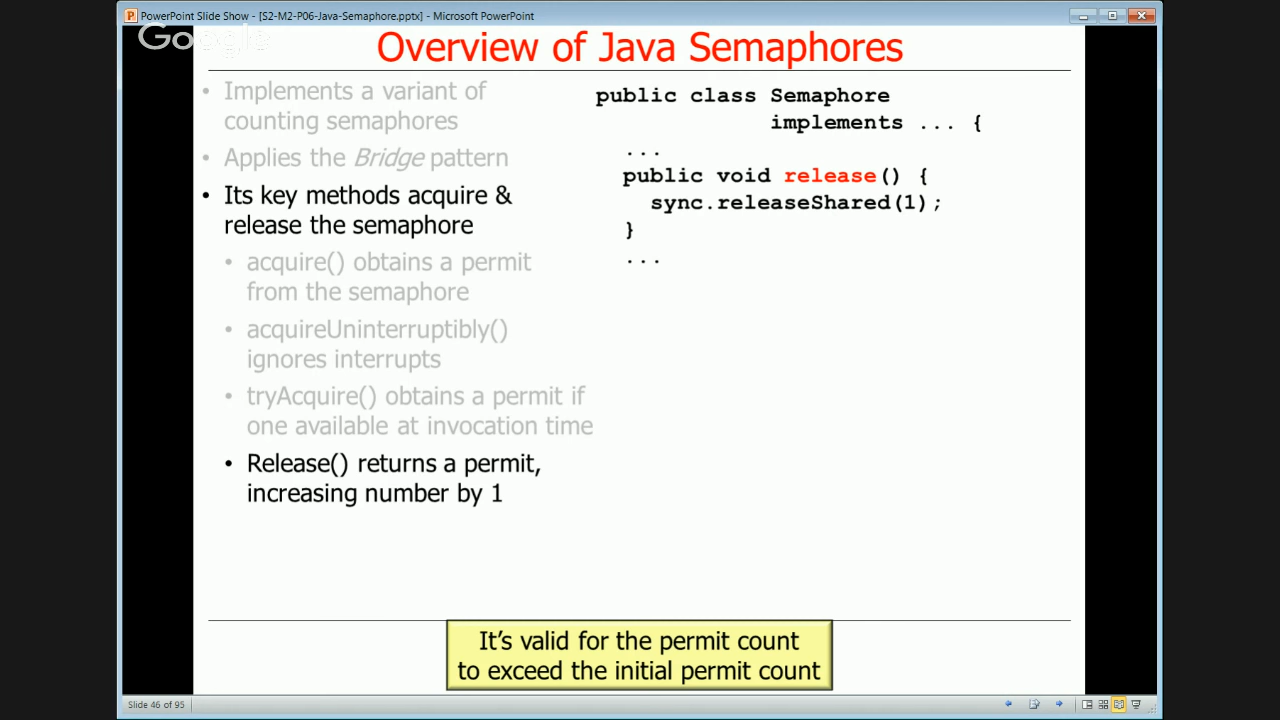 PowerPoint Slide Show - [S2-M2-P06-Java-Semaphore.pptx] - Microsoft PowerPoint
Google
Overview of Java Semaphores
• Implements a variant of
counting semaphores
• Applies the Bridge pattern
• Its key methods acquire &
release the semaphore
• acquire() obtains a permit
from the semaphore
• acquireUninterruptibly()
ignores interrupts
• tryAcquire() obtains a permit if
one available at invocation time
• Release() returns a permit,
increasing number by 1
public class Semaphore
implements ... {
...
public void release() {
sync.releaseShared(1);
}
...
It's valid for the permit count
to exceed the initial permit count
Slide 46 of 95